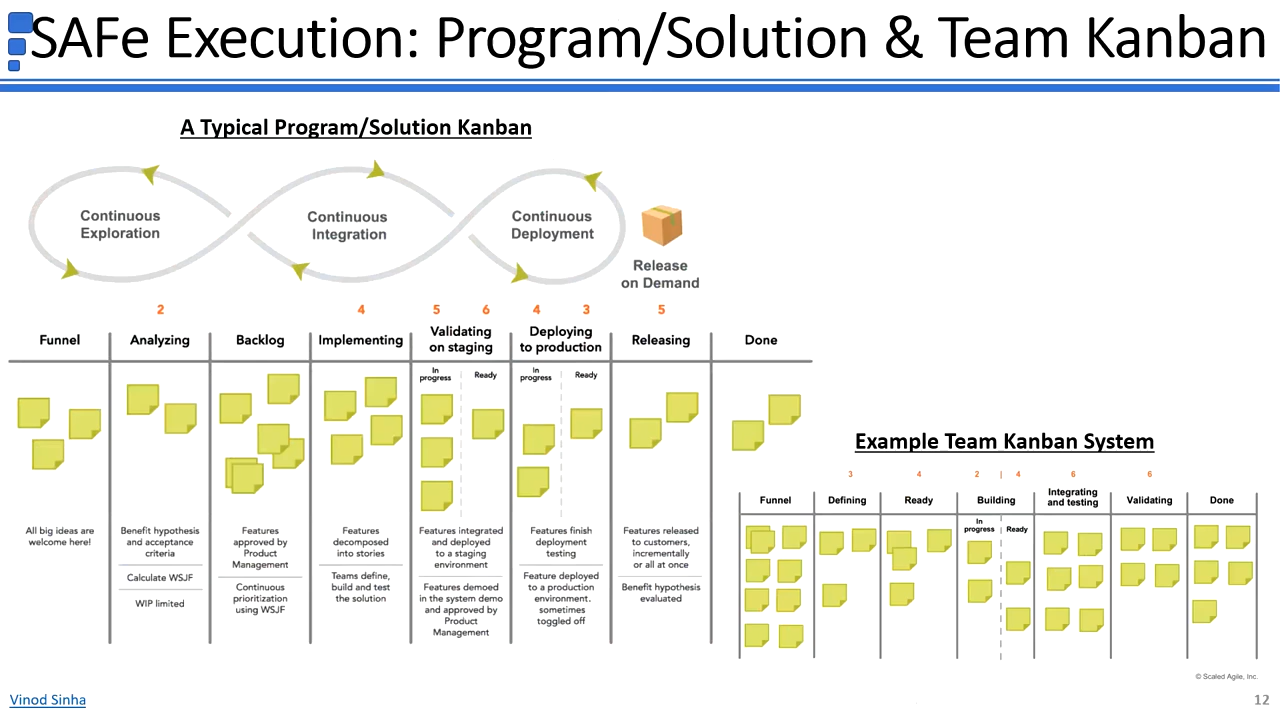 SAFe Execution: Program/Solution & Team Kanban
A Typical Program/Solution Kanban
Continuous
Exploration
Continuous
Integration
Continuous
Deployment
Release
on Demand
2
4
5
6
4
3
5
Funnel
Analyzing
Backlog
Implementing
Validating
on staging
Deploying
to production
Releasing
Done
In
progress
Ready
In
progress
Ready
All big ideas are
welcome here!
Benefit hypothesis
and acceptance
criteria
Calculate WSJF
WIP limited
Features
approved by
Product
Management
Continuous
prioritization
using WSJF
Features
decomposed
into stories
Teams define,
build and test
the solution
Features integrated
and deployed
to a staging
environment
Features demoed
in the system demo
and approved by
Product
Management
Features finish
deployment
testing
Feature deployed
to a production
environment.
sometimes
toggled off
Features released
to customers,
incrementally
or all at once
Benefit hypothesis
evaluated
Example Team Kanban System
3
4
2 | 4
6
6
Funnel
Defining
Ready
Building
Integrating
and testing
Validating
Done
In
progress
Ready
© Scaled Agile, Inc.
Vinod Sinha
12